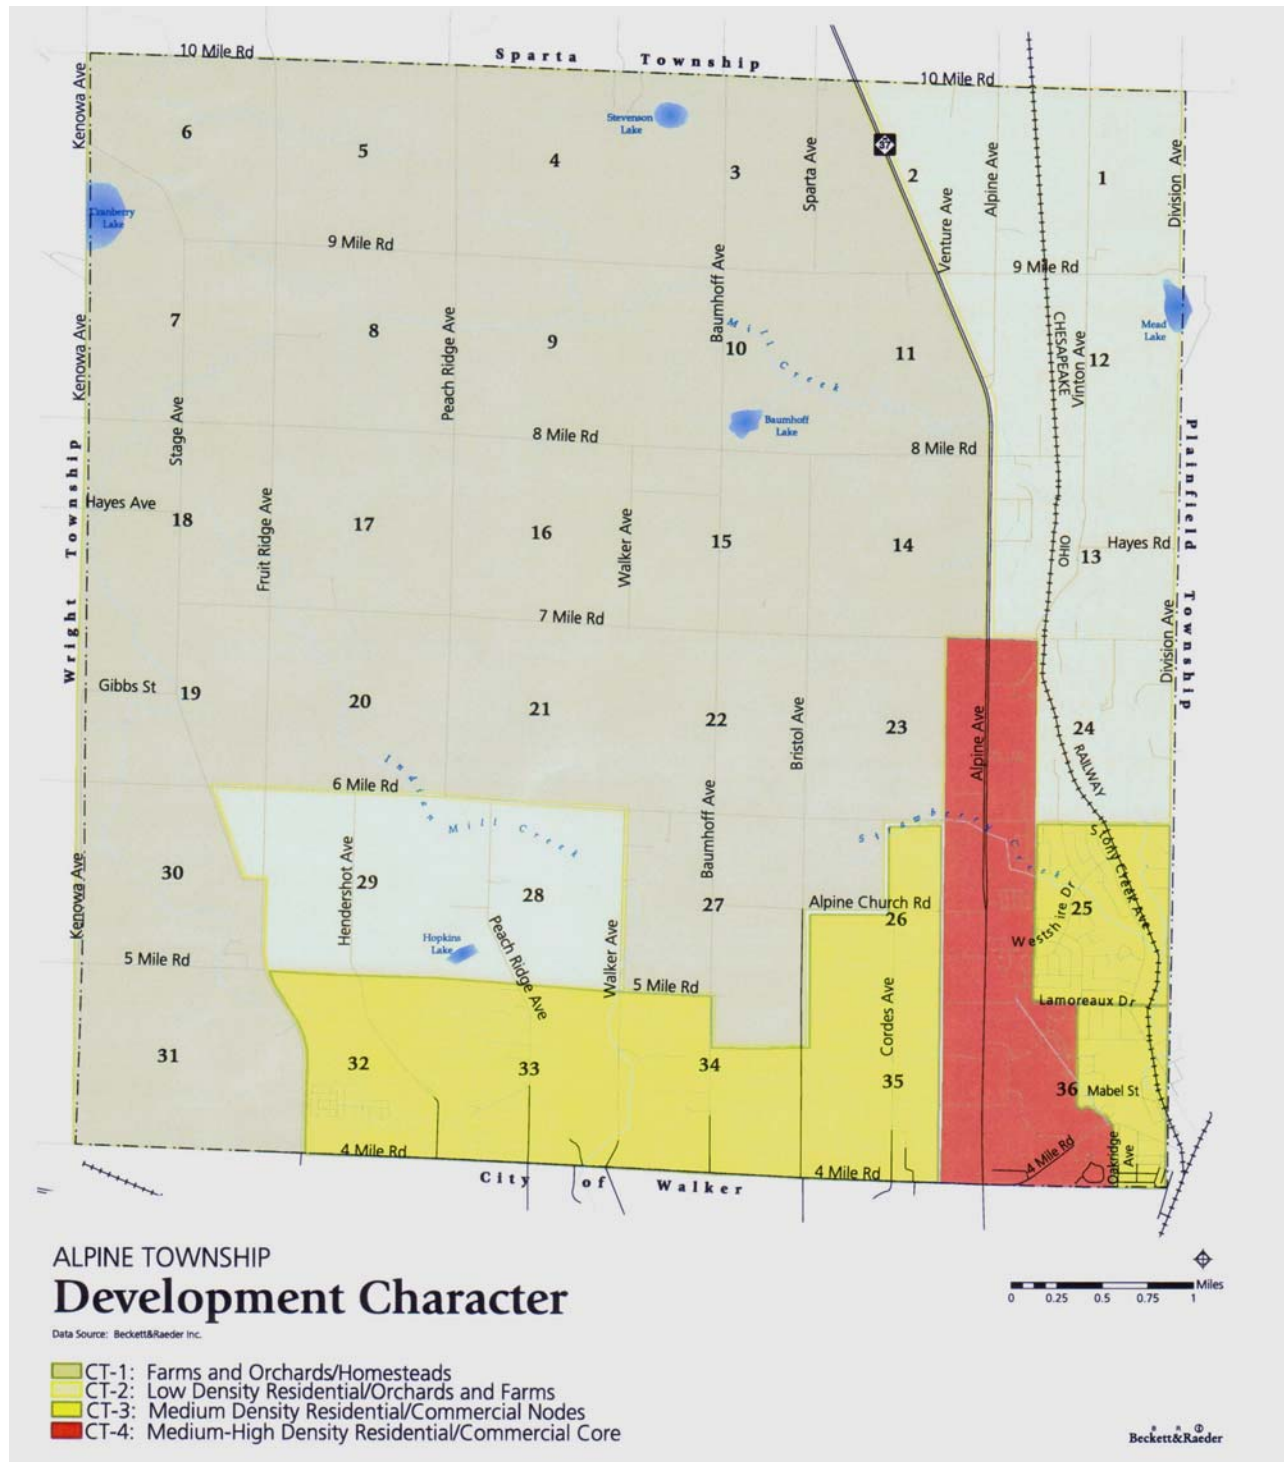 Sparta Township
10 Mile Rd
10 Mile Rd
Kenowa Ave
Stevenson
Lake
6
5
4
3
Sparta Ave
37
2
Alpine Ave
1
Division Ave
Cranberry
Lake
Venture Ave
9 Mile Rd
Baumhoff Ave
9 Mile Rd
Kenowa Ave
7
8
Peach Ridge Ave
9
Mill Creek
10
11
CHESAPEAKE
Vinton Ave
12
Mead
Lake
Stage Ave
8 Mile Rd
Baumhoff
Lake
8 Mile Rd
Wright Township
Plainfield Township
Hayes Ave
18
Fruit Ridge Ave
17
16
Walker Ave
15
14
OHIO
13
Hayes Rd
7 Mile Rd
Division Ave
Gibbs St
19
20
21
22
Bristol Ave
23
Alpine Ave
24
RAILWAY
6 Mile Rd
Indian Mill Creek
Baumhoff Ave
Strawberry Creek
Stony Creek Ave
Kenowa Ave
30
Hendershot Ave
29
28
27
Alpine Church Rd
26
Westshire Dr
25
Hopkins
Lake
Peach Ridge Ave
Walker Ave
5 Mile Rd
5 Mile Rd
Cordes Ave
Lamoreaux Dr
31
32
33
34
35
36
Mabel St
4 Mile Rd
4 Mile Rd
4 Mile Rd
Oakridge
Ave
City of Walker
ALPINE TOWNSHIP
Development Character
Data Source: Beckett&Raeder Inc.
Miles
0 0.25 0.5 0.75 1
CT-1: Farms and Orchards/Homesteads
CT-2: Low Density Residential/Orchards and Farms
CT-3: Medium Density Residential/Commercial Nodes
CT-4: Medium-High Density Residential/Commercial Core
Beckett&Raeder